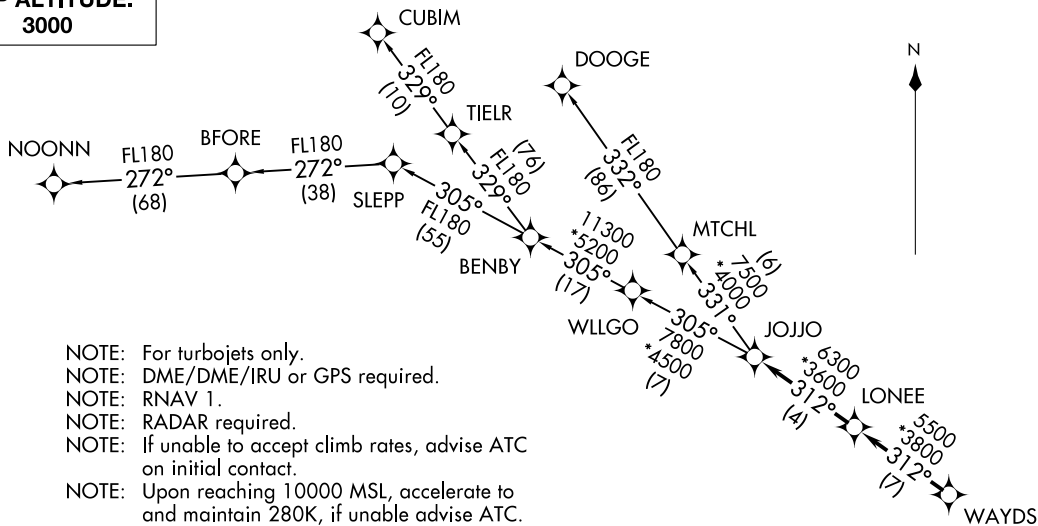 ALTITUDE:
3000
CUBIM
FL180
329°
(10)
DOOGE
N
TIELR
NOONN
FL180
272°
(68)
BFORE
FL180
272°
(38)
SLEPP
305°
FL180
(55)
(76)
FL180
329°
FL180
332°
(86)
BENBY
11300
*5200
305°
(17)
MTCHL
(6)
7500
*4000
331°
WLLGO
305°
7800
*4500
(7)
JOJJO
6300
*3600
312°
(4)
LONEE
5500
*3800
312°
(7)
WAYDS
NOTE: For turbojets only.
NOTE: DME/DME/IRU or GPS required.
NOTE: RNAV 1.
NOTE: RADAR required.
NOTE: If unable to accept climb rates, advise ATC
on initial contact.
NOTE: Upon reaching 10000 MSL, accelerate to
and maintain 280K, if unable advise ATC.